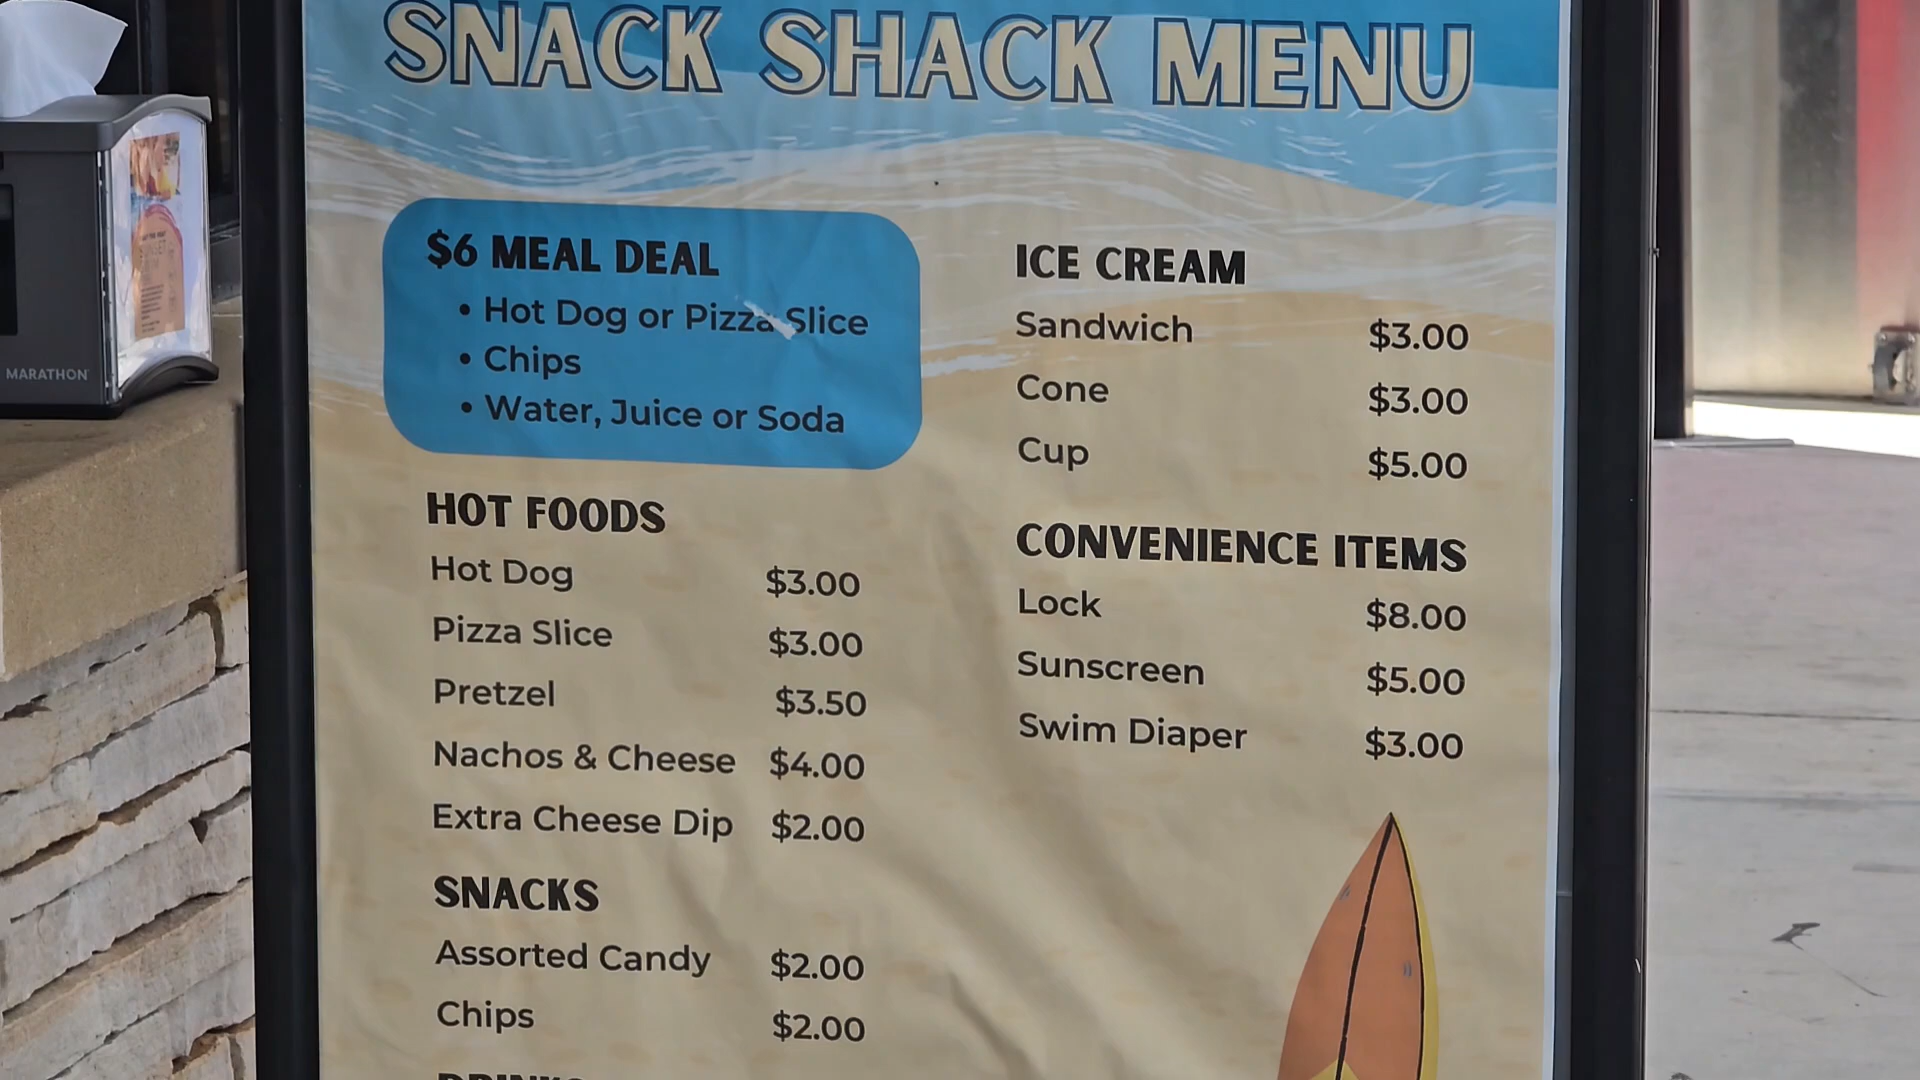 SNACK SHACK MENU
$6 MEAL DEAL
• Hot Dog or Pizza Slice
• Chips
• Water, Juice or Soda
HOT FOODS
Hot Dog $3.00
Pizza Slice $3.00
Pretzel $3.50
Nachos & Cheese $4.00
Extra Cheese Dip $2.00
SNACKS
Assorted Candy $2.00
Chips $2.00
ICE CREAM
Sandwich $3.00
Cone $3.00
Cup $5.00
CONVENIENCE ITEMS
Lock $8.00
Sunscreen $5.00
Swim Diaper $3.00
MARATHON